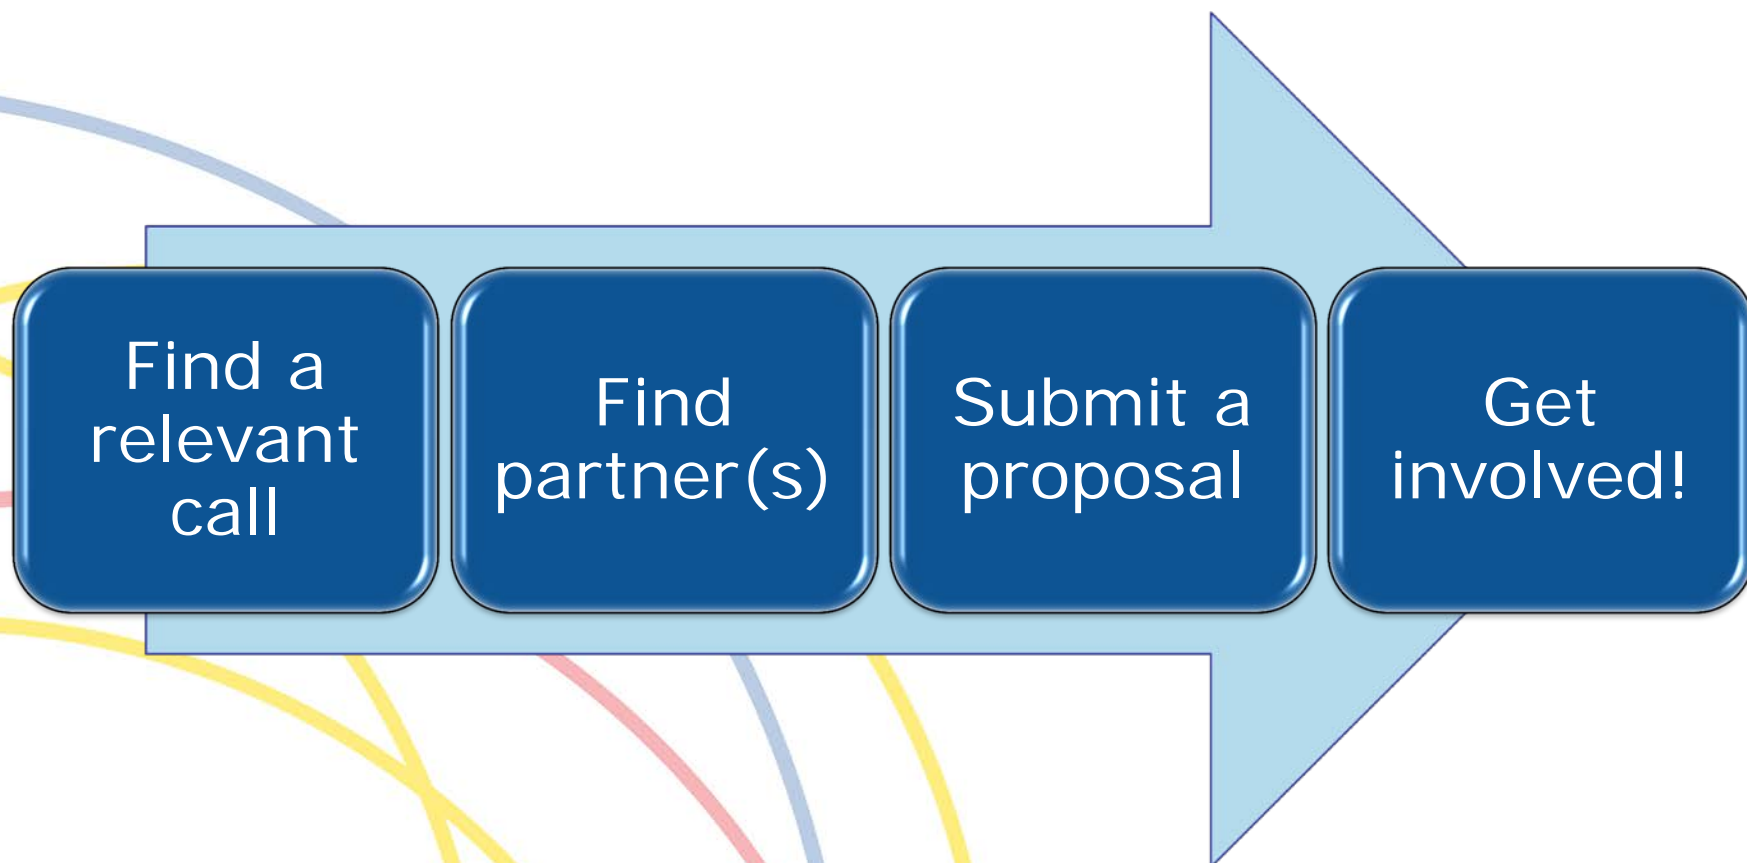 Find a
relevant
call
Find
partner(s)
Submit a
proposal
Get
involved!